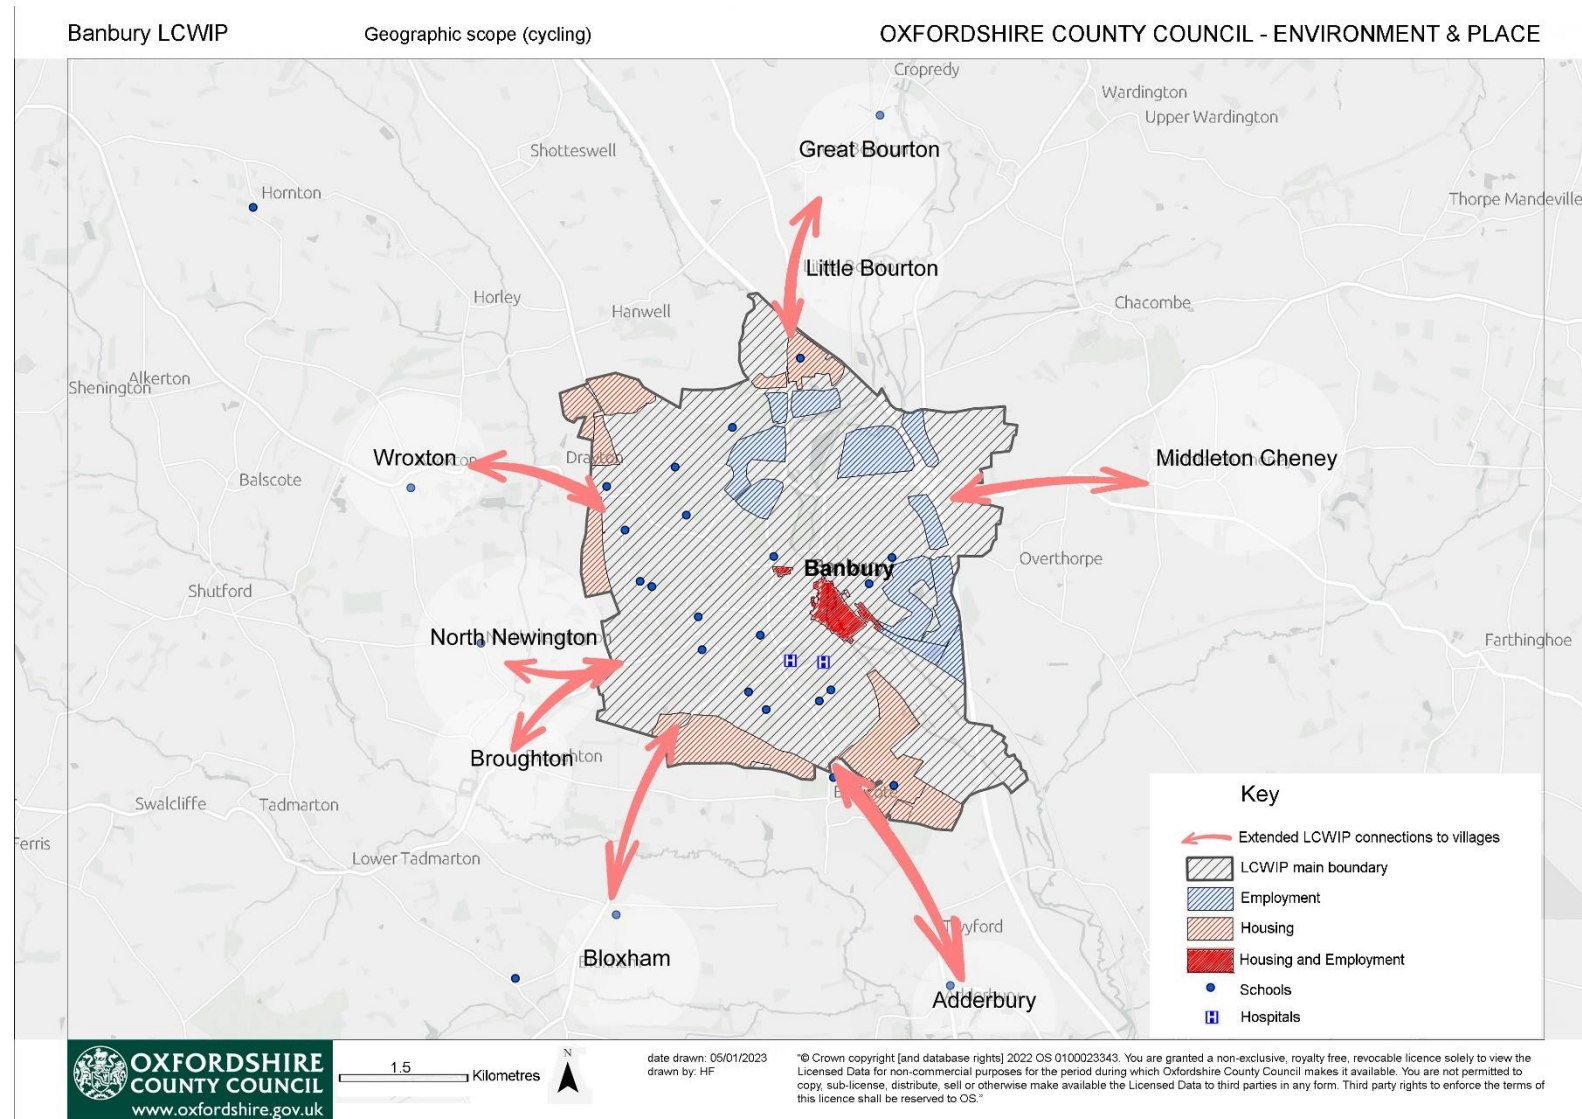 Banbury LCWIP
Geographic scope (cycling)
OXFORDSHIRE COUNTY COUNCIL - ENVIRONMENT & PLACE
Cropredy
Wardington
Upper Wardington
Great Bourton
Shotteswell
Hornton
Thorpe Mandeville
Little Bourton
Horley
Hanwell
Chacombe
Shenington
Alkerton
Wroxton
Drayton
Middleton Cheney
Balscote
Banbury
Overthorpe
Shutford
North Newington
Farthinghoe
Broughton
Swalcliffe
Tadmarton
Ferris
Lower Tadmarton
Twyford
Bloxham
Adderbury
H
H
Key
Extended LCWIP connections to villages
LCWIP main boundary
Employment
Housing
Housing and Employment
Schools
H Hospitals
OXFORDSHIRE
COUNTY COUNCIL
www.oxfordshire.gov.uk
1.5
Kilometres
N
date drawn: 05/01/2023
drawn by: HF
"© Crown copyright [and database rights] 2022 OS 0100023343. You are granted a non-exclusive, royalty free, revocable licence solely to view the
Licensed Data for non-commercial purposes for the period during which Oxfordshire County Council makes it available. You are not permitted to
copy, sub-license, distribute, sell or otherwise make available the Licensed Data to third parties in any form. Third party rights to enforce the terms of
this licence shall be reserved to OS."